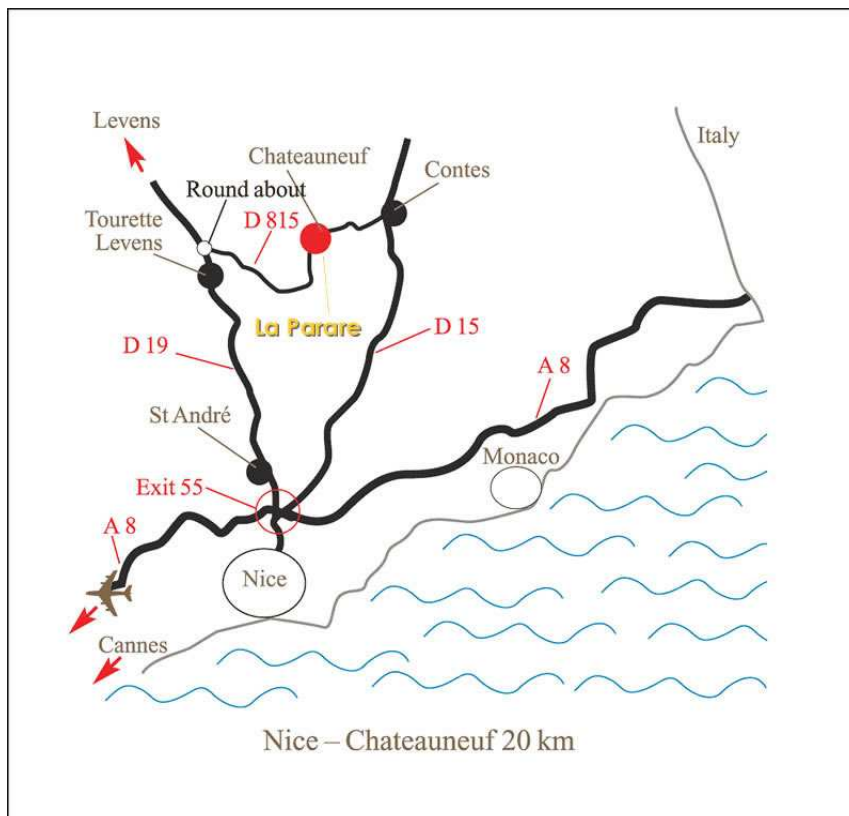 Levens
Italy
Chateauneuf
Contes
Round about
Tourette
Levens
D 815
La Parare
D 19
D 15
A 8
St André
Monaco
Exit 55
A 8
Nice
Cannes
Nice – Chateauneuf 20 km